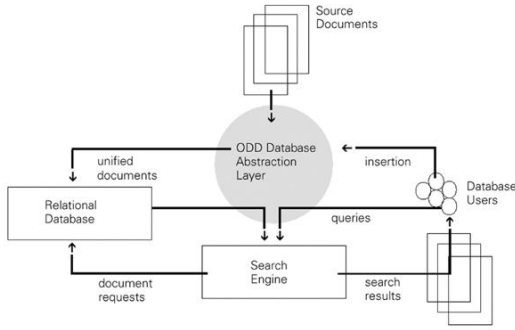 Source
Documents
ODD Database
Abstraction
Layer
unified
documents
insertion
Database
Users
Relational
Database
queries
Search
Engine
document
requests
search
results